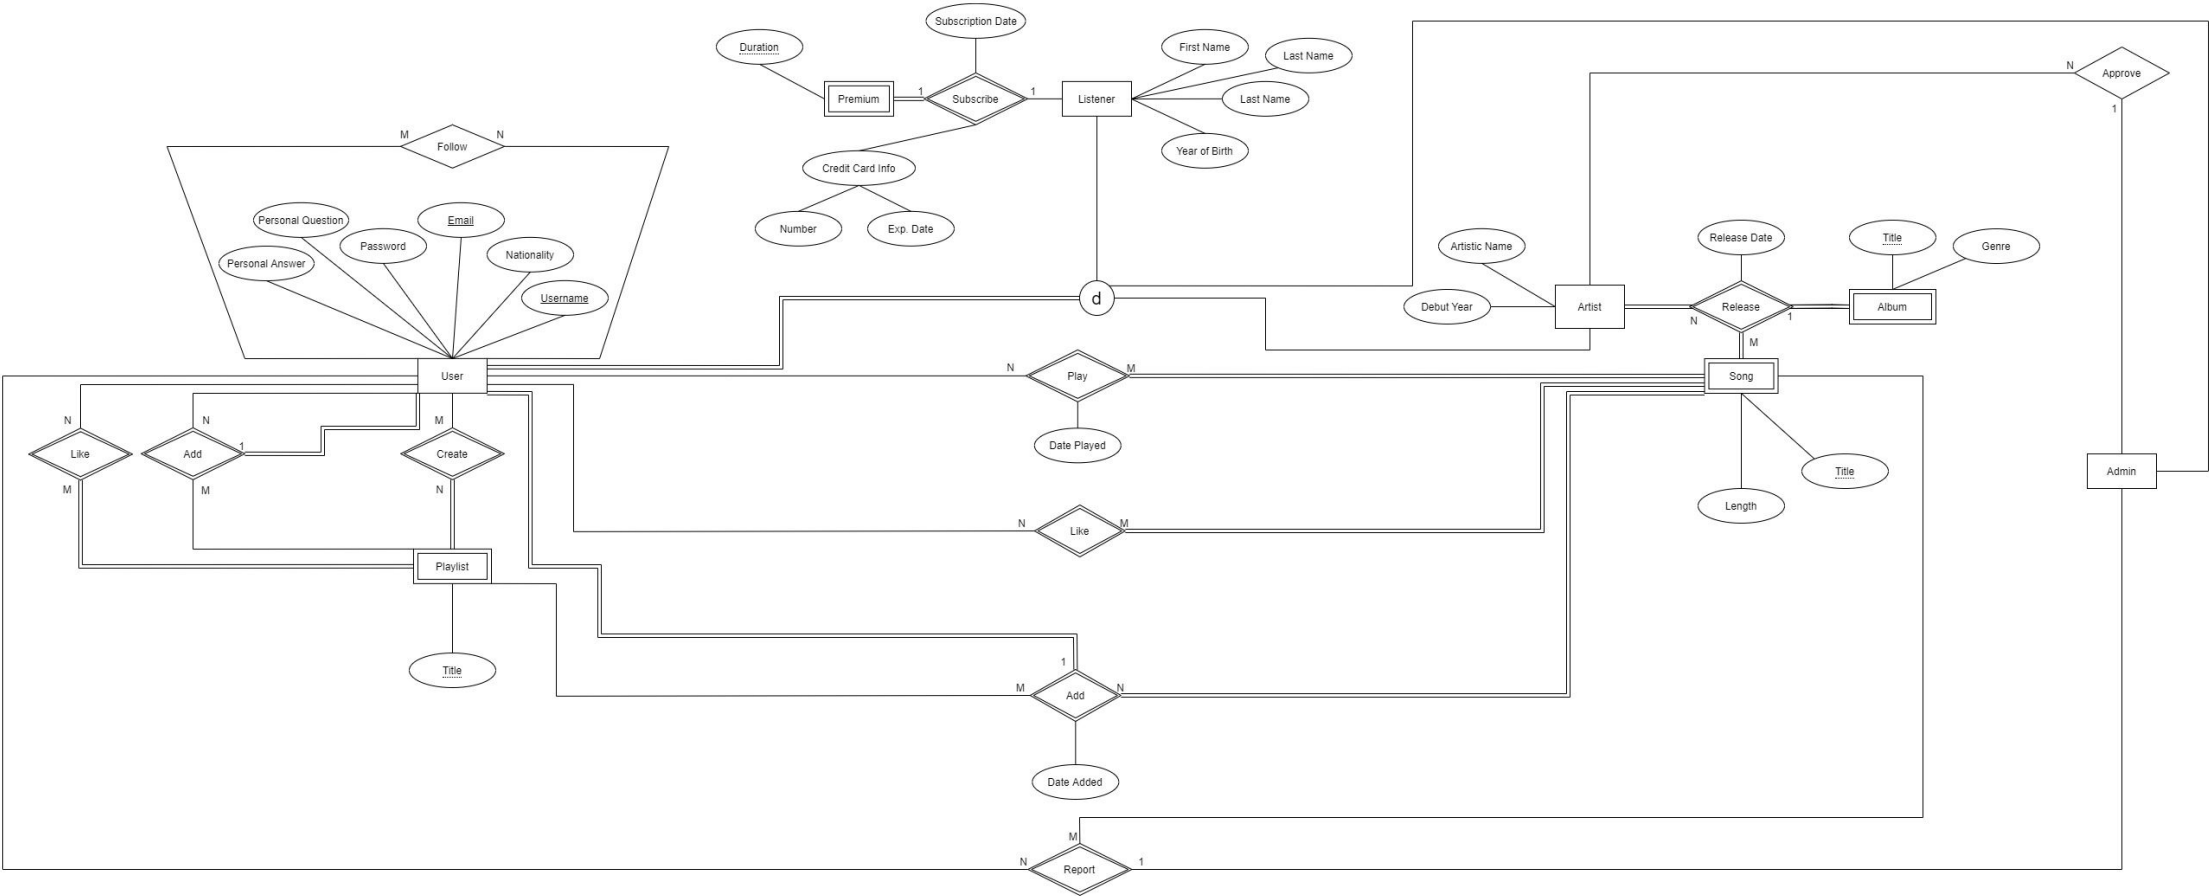 Subscription Date
Duration
First Name
Last Name
Approve
N
Premium
1
Subscribe
1
Listener
Last Name
1
M
Follow
N
Year of Birth
Credit Card Info
Personal Question
Email
Number
Exp. Date
Release Date
Title
Password
Artistic Name
Genre
Personal Answer
Nationality
Username
d
Debut Year
Artist
Release
Album
N
1
M
User
N
Play
M
Song
N
N
M
Date Played
Like
Add
1
Create
Title
Admin
M
M
N
Length
N
Like
M
Playlist
1
Title
M
Add
N
Date Added
M
N
Report
1